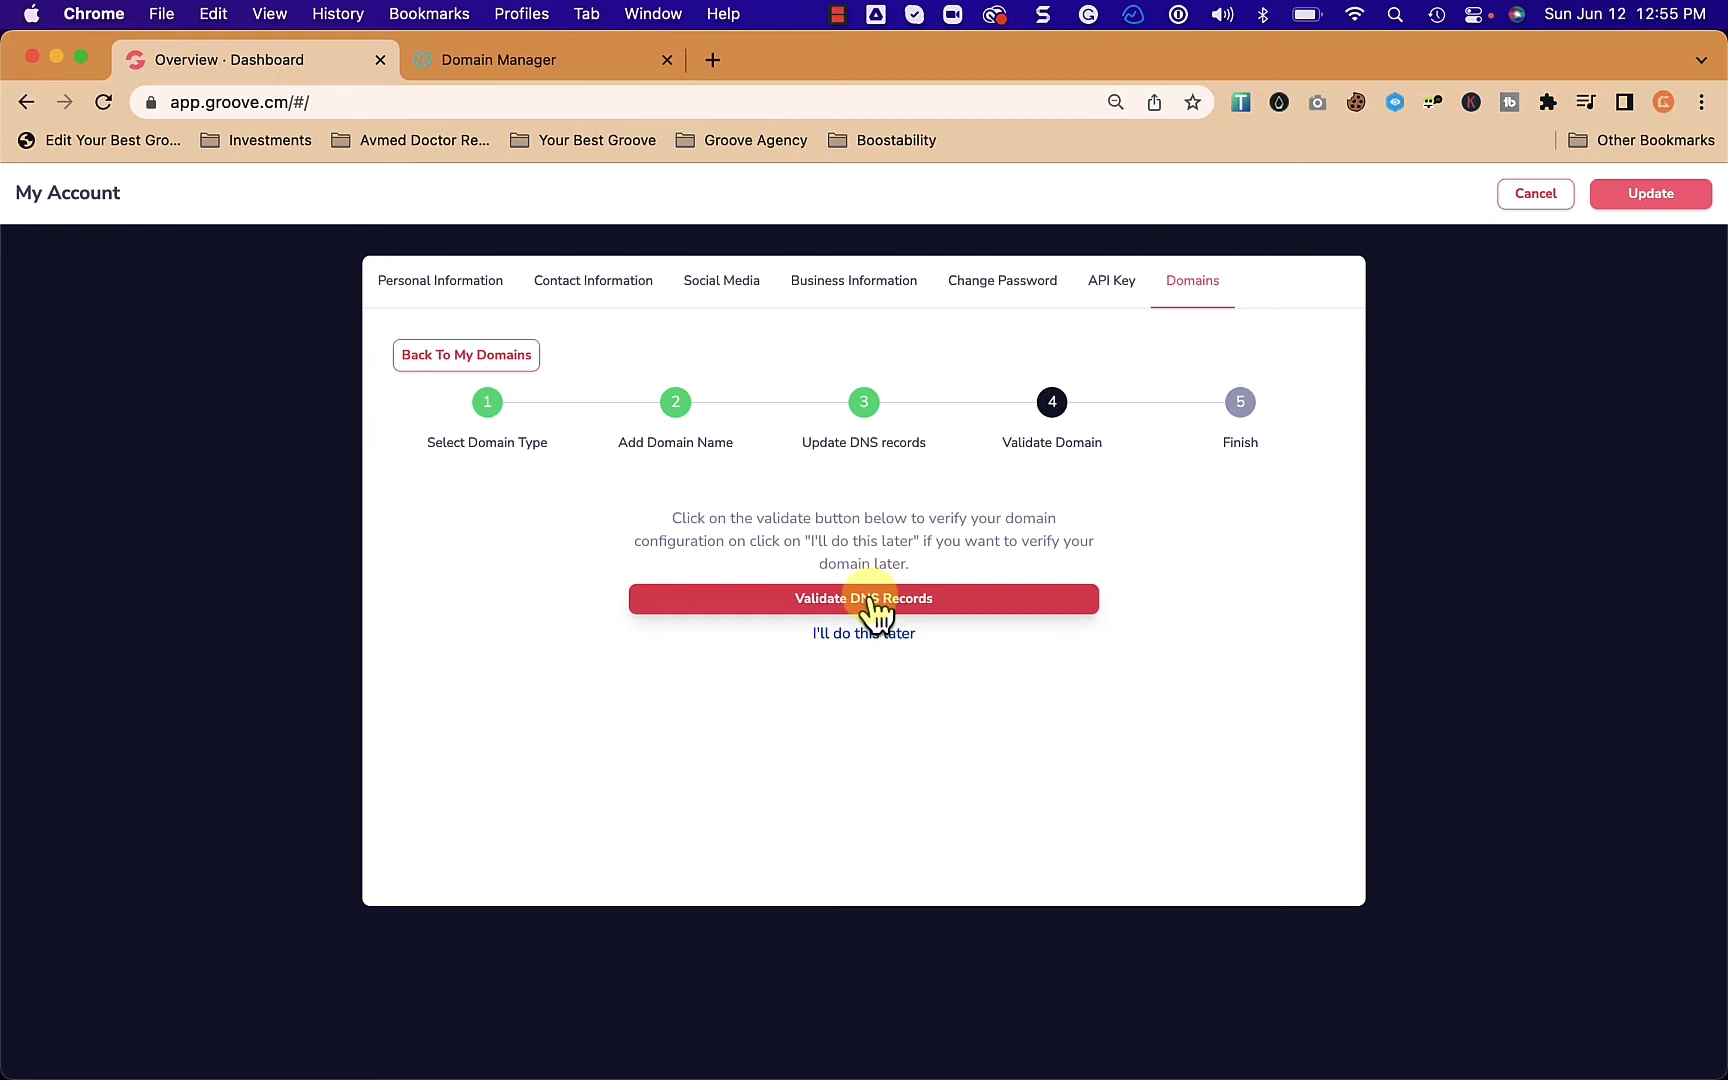 Chrome File Edit View History Bookmarks Profiles Tab Window Help Sun Jun 12 12:55 PM
Overview · Dashboard Domain Manager
app.groove.cm/#/
Edit Your Best Gro... Investments Avmed Doctor Re... Your Best Groove Groove Agency Boostability Other Bookmarks
My Account Cancel Update
Personal Information Contact Information Social Media Business Information Change Password API Key Domains
Back To My Domains
1 2 3 4 5
Select Domain Type Add Domain Name Update DNS records Validate Domain Finish
Click on the validate button below to verify your domain
configuration on click on "I'll do this later" if you want to verify your
domain later.
Validate DNS Records
I'll do this later